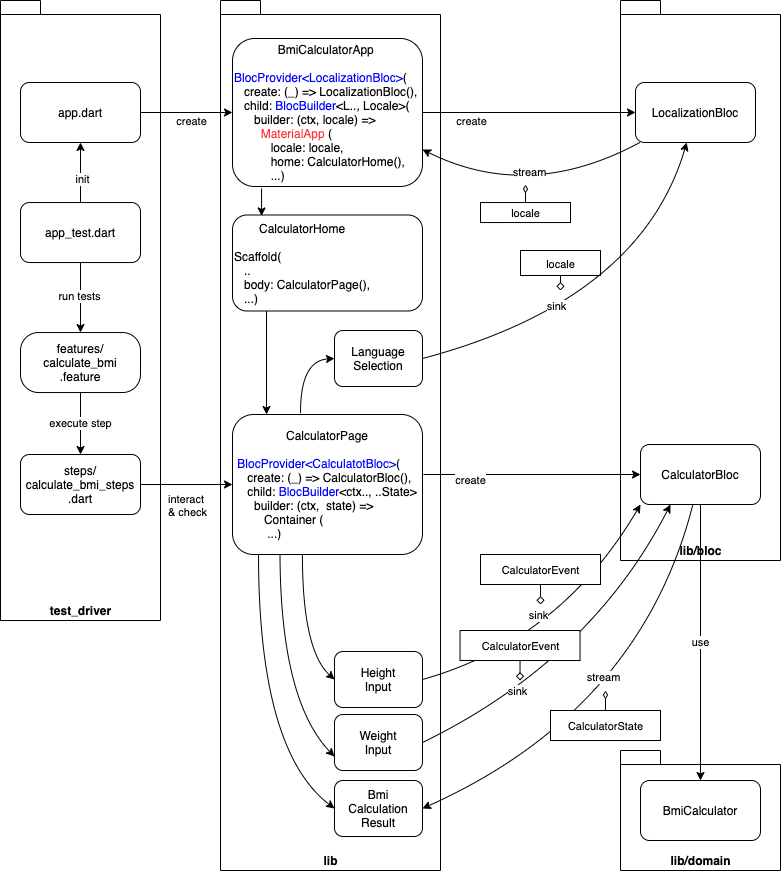 app.dart
init
app_test.dart
run tests
features/
calculate_bmi
.feature
execute step
steps/
calculate_bmi_steps
.dart
test_driver
create
interact
& check
BmiCalculatorApp
BlocProvider<LocalizationBloc>(
create: (_) => LocalizationBloc(),
child: BlocBuilder<L.., Locale>(
builder: (ctx, locale) =>
MaterialApp (
locale: locale,
home: CalculatorHome(),
...)
CalculatorHome
Scaffold(
..
body: CalculatorPage(),
...)
Language
Selection
CalculatorPage
BlocProvider<CalculatotBloc>(
create: (_) => CalculatorBloc(),
child: BlocBuilder<ctx.., ..State>
builder: (ctx, state) =>
Container (
...)
Height
Input
Weight
Input
Bmi
Calculation
Result
lib
create
stream
locale
locale
sink
create
CalculatorEvent
sink
CalculatorEvent
sink
stream
CalculatorState
LocalizationBloc
CalculatorBloc
lib/bloc
use
BmiCalculator
lib/domain